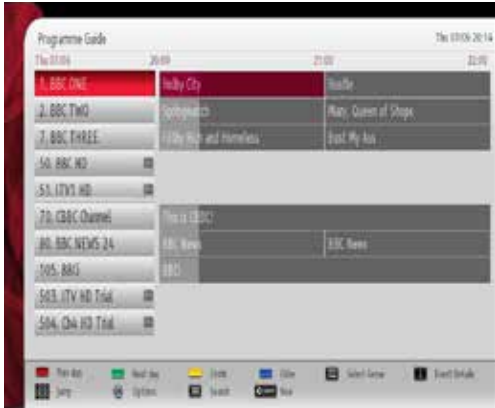 Programme Guide Thu 07/06 20:14
Thu 07/06 20:00 21:00 22:00
1. BBC ONE Holby City Hustle
2. BBC TWO Springwatch Mary, Queen of Shops
7. BBC THREE Filthy Rich and Homeless East My Ass
50. BBC HD
51. ITV1 HD
70. CBBC Channel This is CBBC!
80. BBC NEWS 24 BBC News BBC News
105. BBCi BBCi
503. ITV HD Trial
504. Ch4 HD Trial
Prev day Next day Zoom Filter Select Genre Event Details
Jump Options Search Now